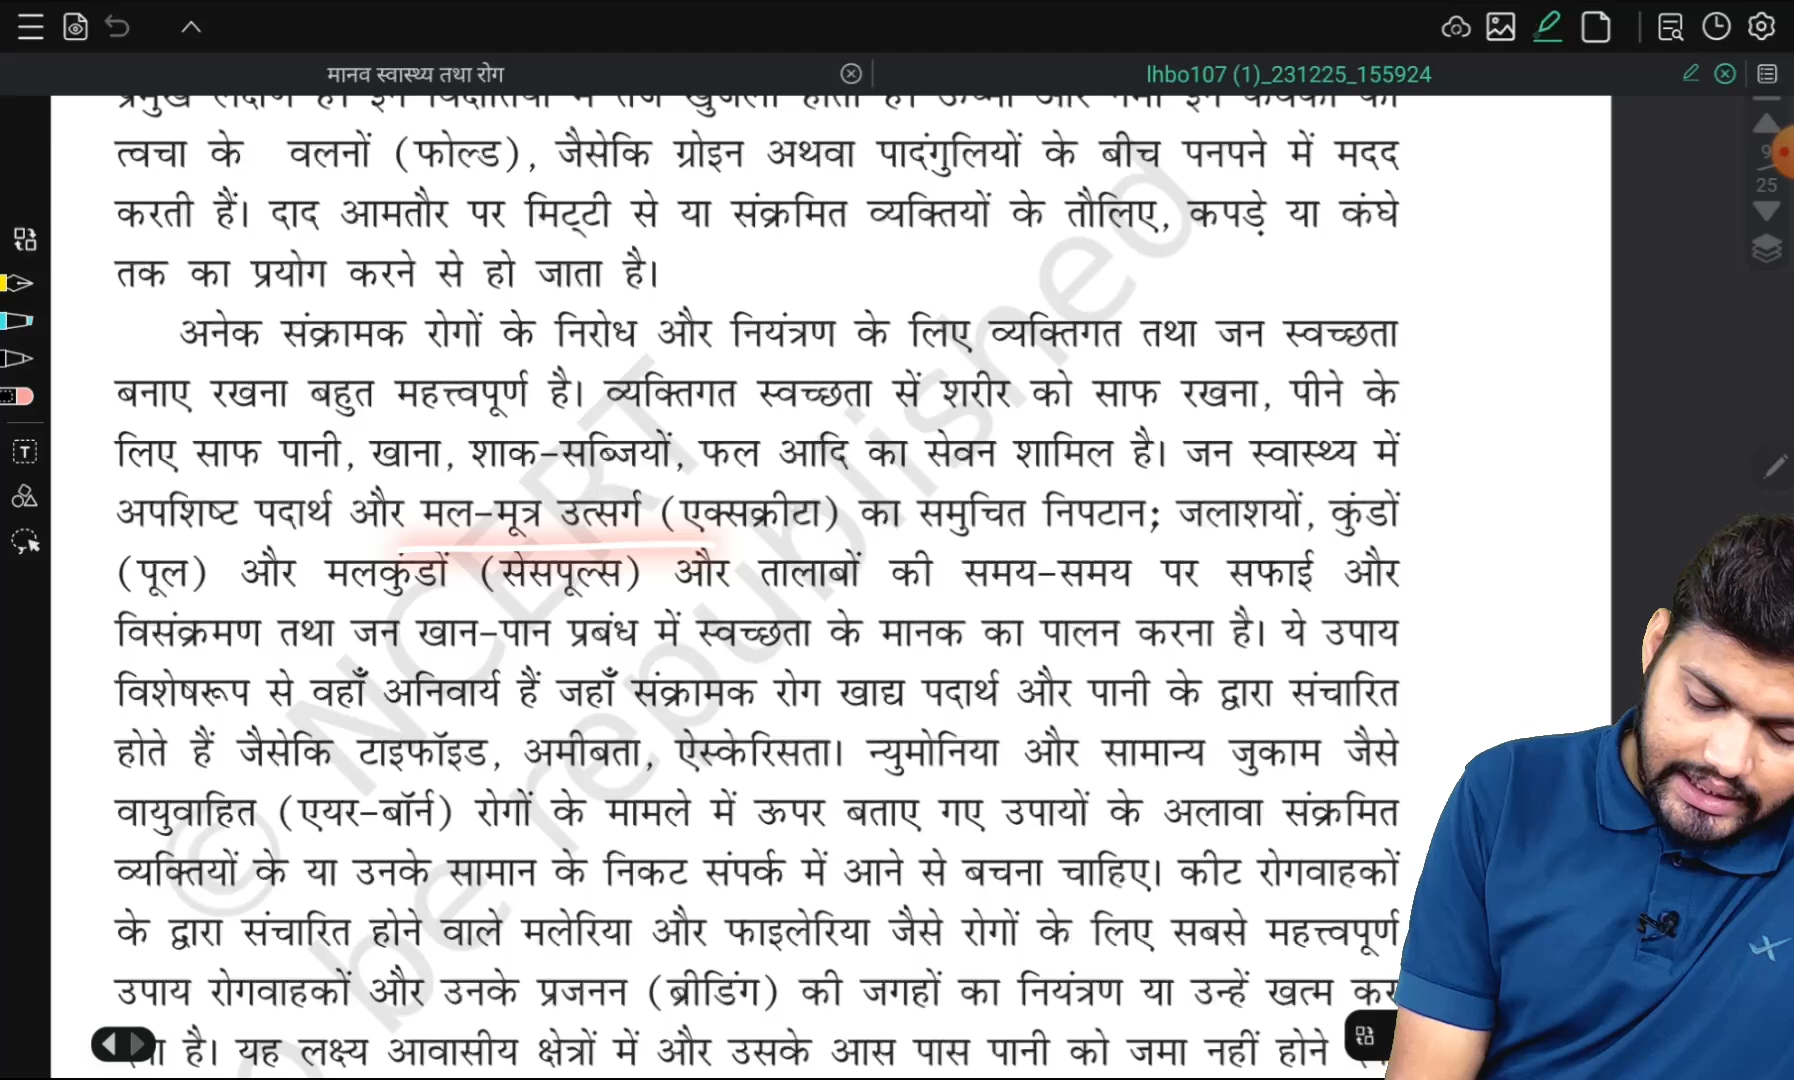 मानव स्वास्थ्य तथा रोग
lhbo107 (1)_231225_155924
त्वचा के वलनों (फोल्ड), जैसेकि ग्रोइन अथवा पादंगुलियों के बीच पनपने में मदद
करती हैं। दाद आमतौर पर मिट्टी से या संक्रमित व्यक्तियों के तौलिए, कपड़े या कंघे
तक का प्रयोग करने से हो जाता है।
अनेक संक्रामक रोगों के निरोध और नियंत्रण के लिए व्यक्तिगत तथा जन स्वच्छता
बनाए रखना बहुत महत्त्वपूर्ण है। व्यक्तिगत स्वच्छता सें शरीर को साफ रखना, पीने के
लिए साफ पानी, खाना, शाक-सब्जियों, फल आदि का सेवन शामिल है। जन स्वास्थ्य में
अपशिष्ट पदार्थ और मल-मूत्र उत्सर्ग (एक्सक्रीटा) का समुचित निपटान; जलाशयों, कुंडों
(पूल) और मलकुंडों (सेसपूल्स) और तालाबों की समय-समय पर सफाई और
विसंक्रमण तथा जन खान-पान प्रबंध में स्वच्छता के मानक का पालन करना है। ये उपाय
विशेषरूप से वहाँ अनिवार्य हैं जहाँ संक्रामक रोग खाद्य पदार्थ और पानी के द्वारा संचारित
होते हैं जैसेकि टाइफॉइड, अमीबता, ऐस्केरिसता। न्युमोनिया और सामान्य जुकाम जैसे
वायुवाहित (एयर-बॉर्न) रोगों के मामले में ऊपर बताए गए उपायों के अलावा संक्रमित
व्यक्तियों के या उनके सामान के निकट संपर्क में आने से बचना चाहिए। कीट रोगवाहकों
के द्वारा संचारित होने वाले मलेरिया और फाइलेरिया जैसे रोगों के लिए सबसे महत्त्वपूर्ण
उपाय रोगवाहकों और उनके प्रजनन (ब्रीडिंग) की जगहों का नियंत्रण या उन्हें खत्म कर
है। यह लक्ष्य आवासीय क्षेत्रों में और उसके आस पास पानी को जमा नहीं होने
© NCERT
be republished
9
25